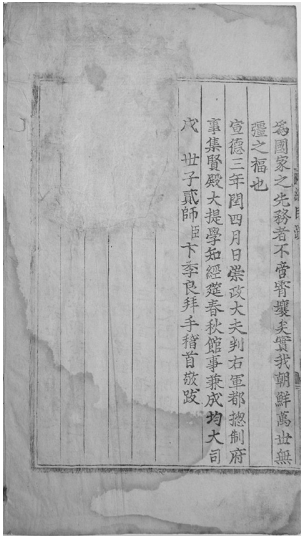 為國家之先務者不啻霄壤矣實我朝鮮萬世無
疆之福也
宣德三年閏四月日崇政大夫判右軍都摠制府
事集賢殿大提學知經筵春秋館事兼成均大司
成 世子貳師臣卞季良拜手稽首敬跋